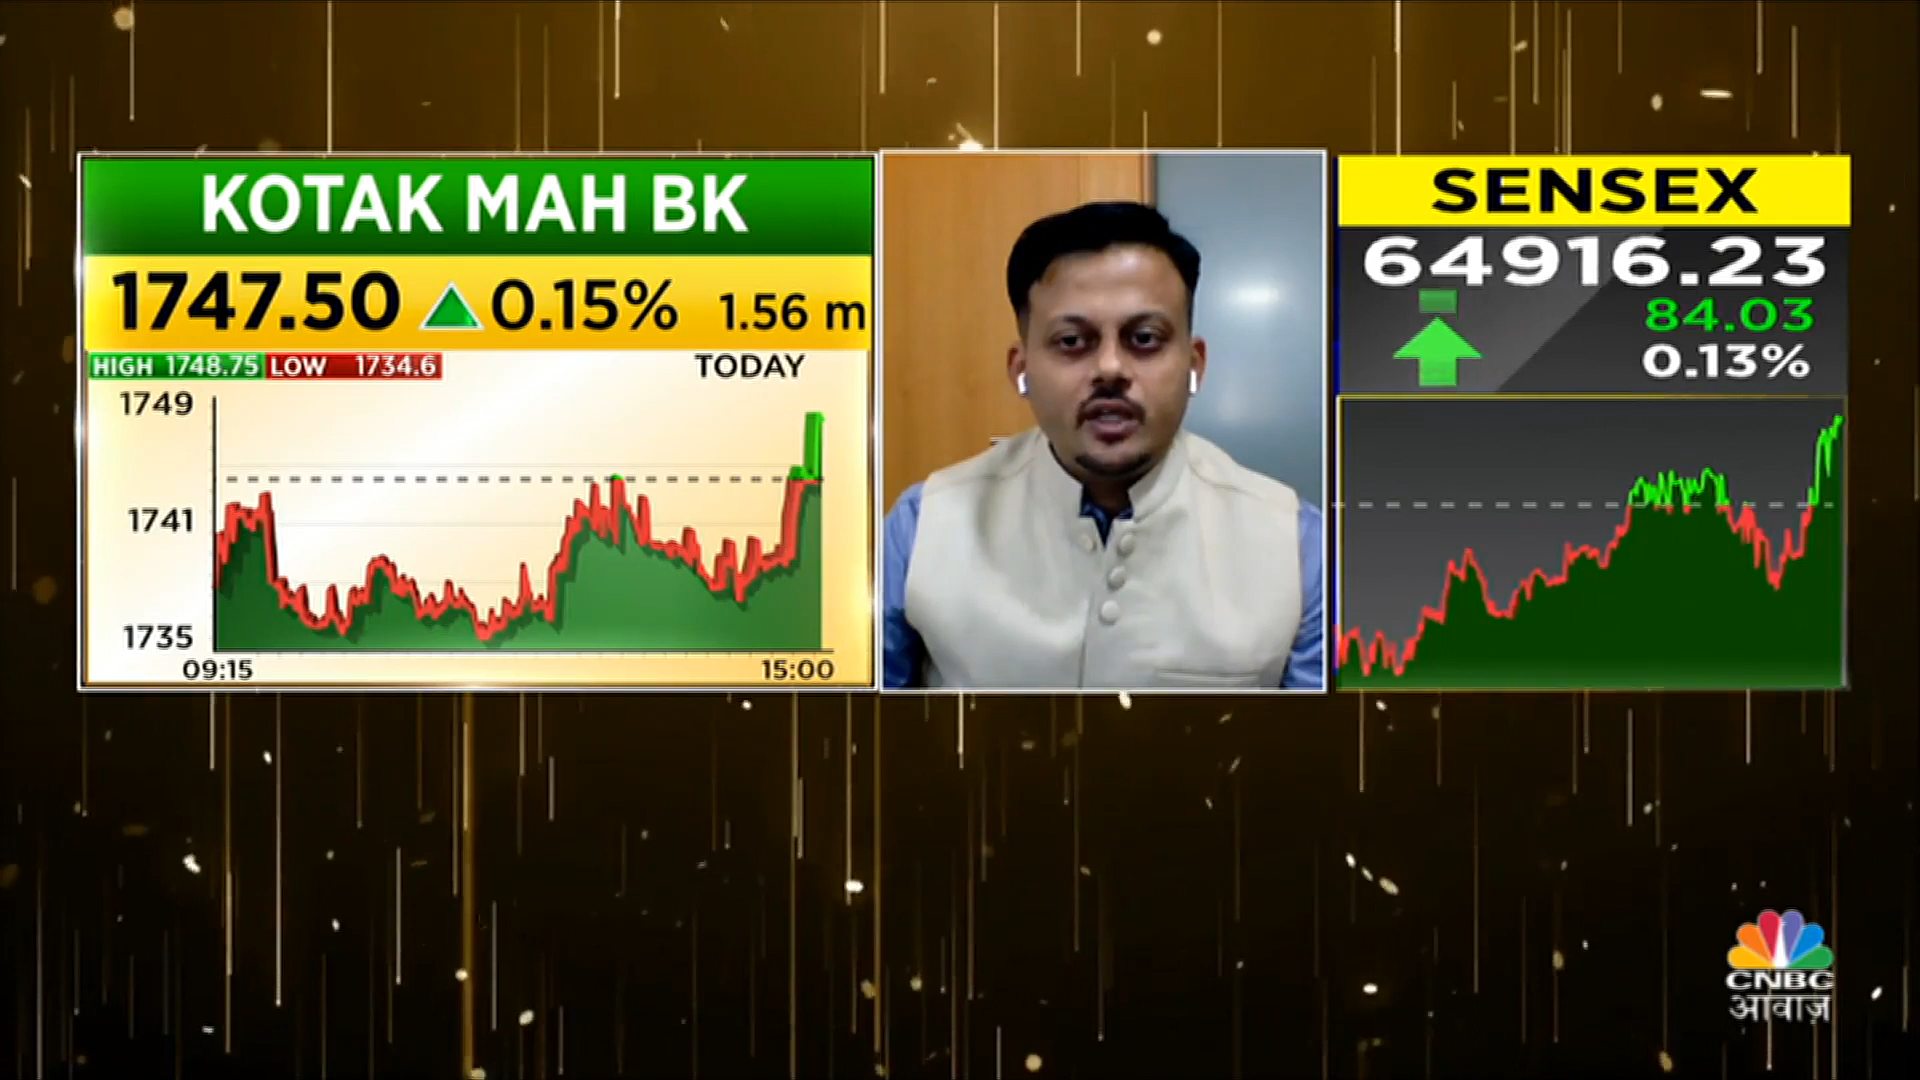 KOTAK MAH BK
1747.50 ▲ 0.15% 1.56 m
HIGH 1748.75 LOW 1734.6 TODAY
1749
1741
1735
09:15 15:00
SENSEX
64916.23
84.03
0.13%
CNBC
आवाज़